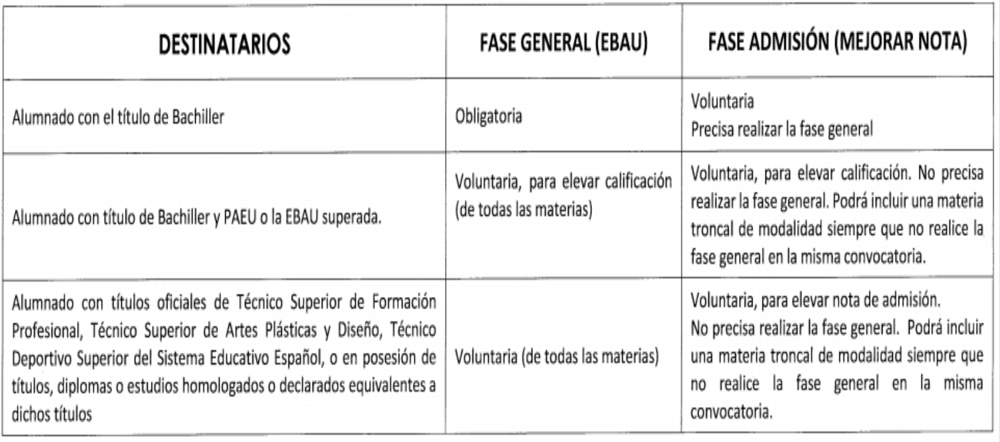 DESTINATARIOS
FASE GENERAL (EBAU)
FASE ADMISIÓN (MEJORAR NOTA)
Alumnado con el título de Bachiller
Obligatoria
Voluntaria
Precisa realizar la fase general
Alumnado con título de Bachiller y PAEU o la EBAU superada.
Voluntaria, para elevar calificación
(de todas las materias)
Voluntaria, para elevar calificación. No precisa
realizar la fase general. Podrá incluir una materia
troncal de modalidad siempre que no realice la
fase general en la misma convocatoria.
Alumnado con títulos oficiales de Técnico Superior de Formación
Profesional, Técnico Superior de Artes Plásticas y Diseño, Técnico
Deportivo Superior del Sistema Educativo Español, o en posesión de
títulos, diplomas o estudios homologados o declarados equivalentes a
dichos títulos
Voluntaria (de todas las materias)
Voluntaria, para elevar nota de admisión.
No precisa realizar la fase general. Podrá incluir
una materia troncal de modalidad siempre que
no realice la fase general en la misma
convocatoria.